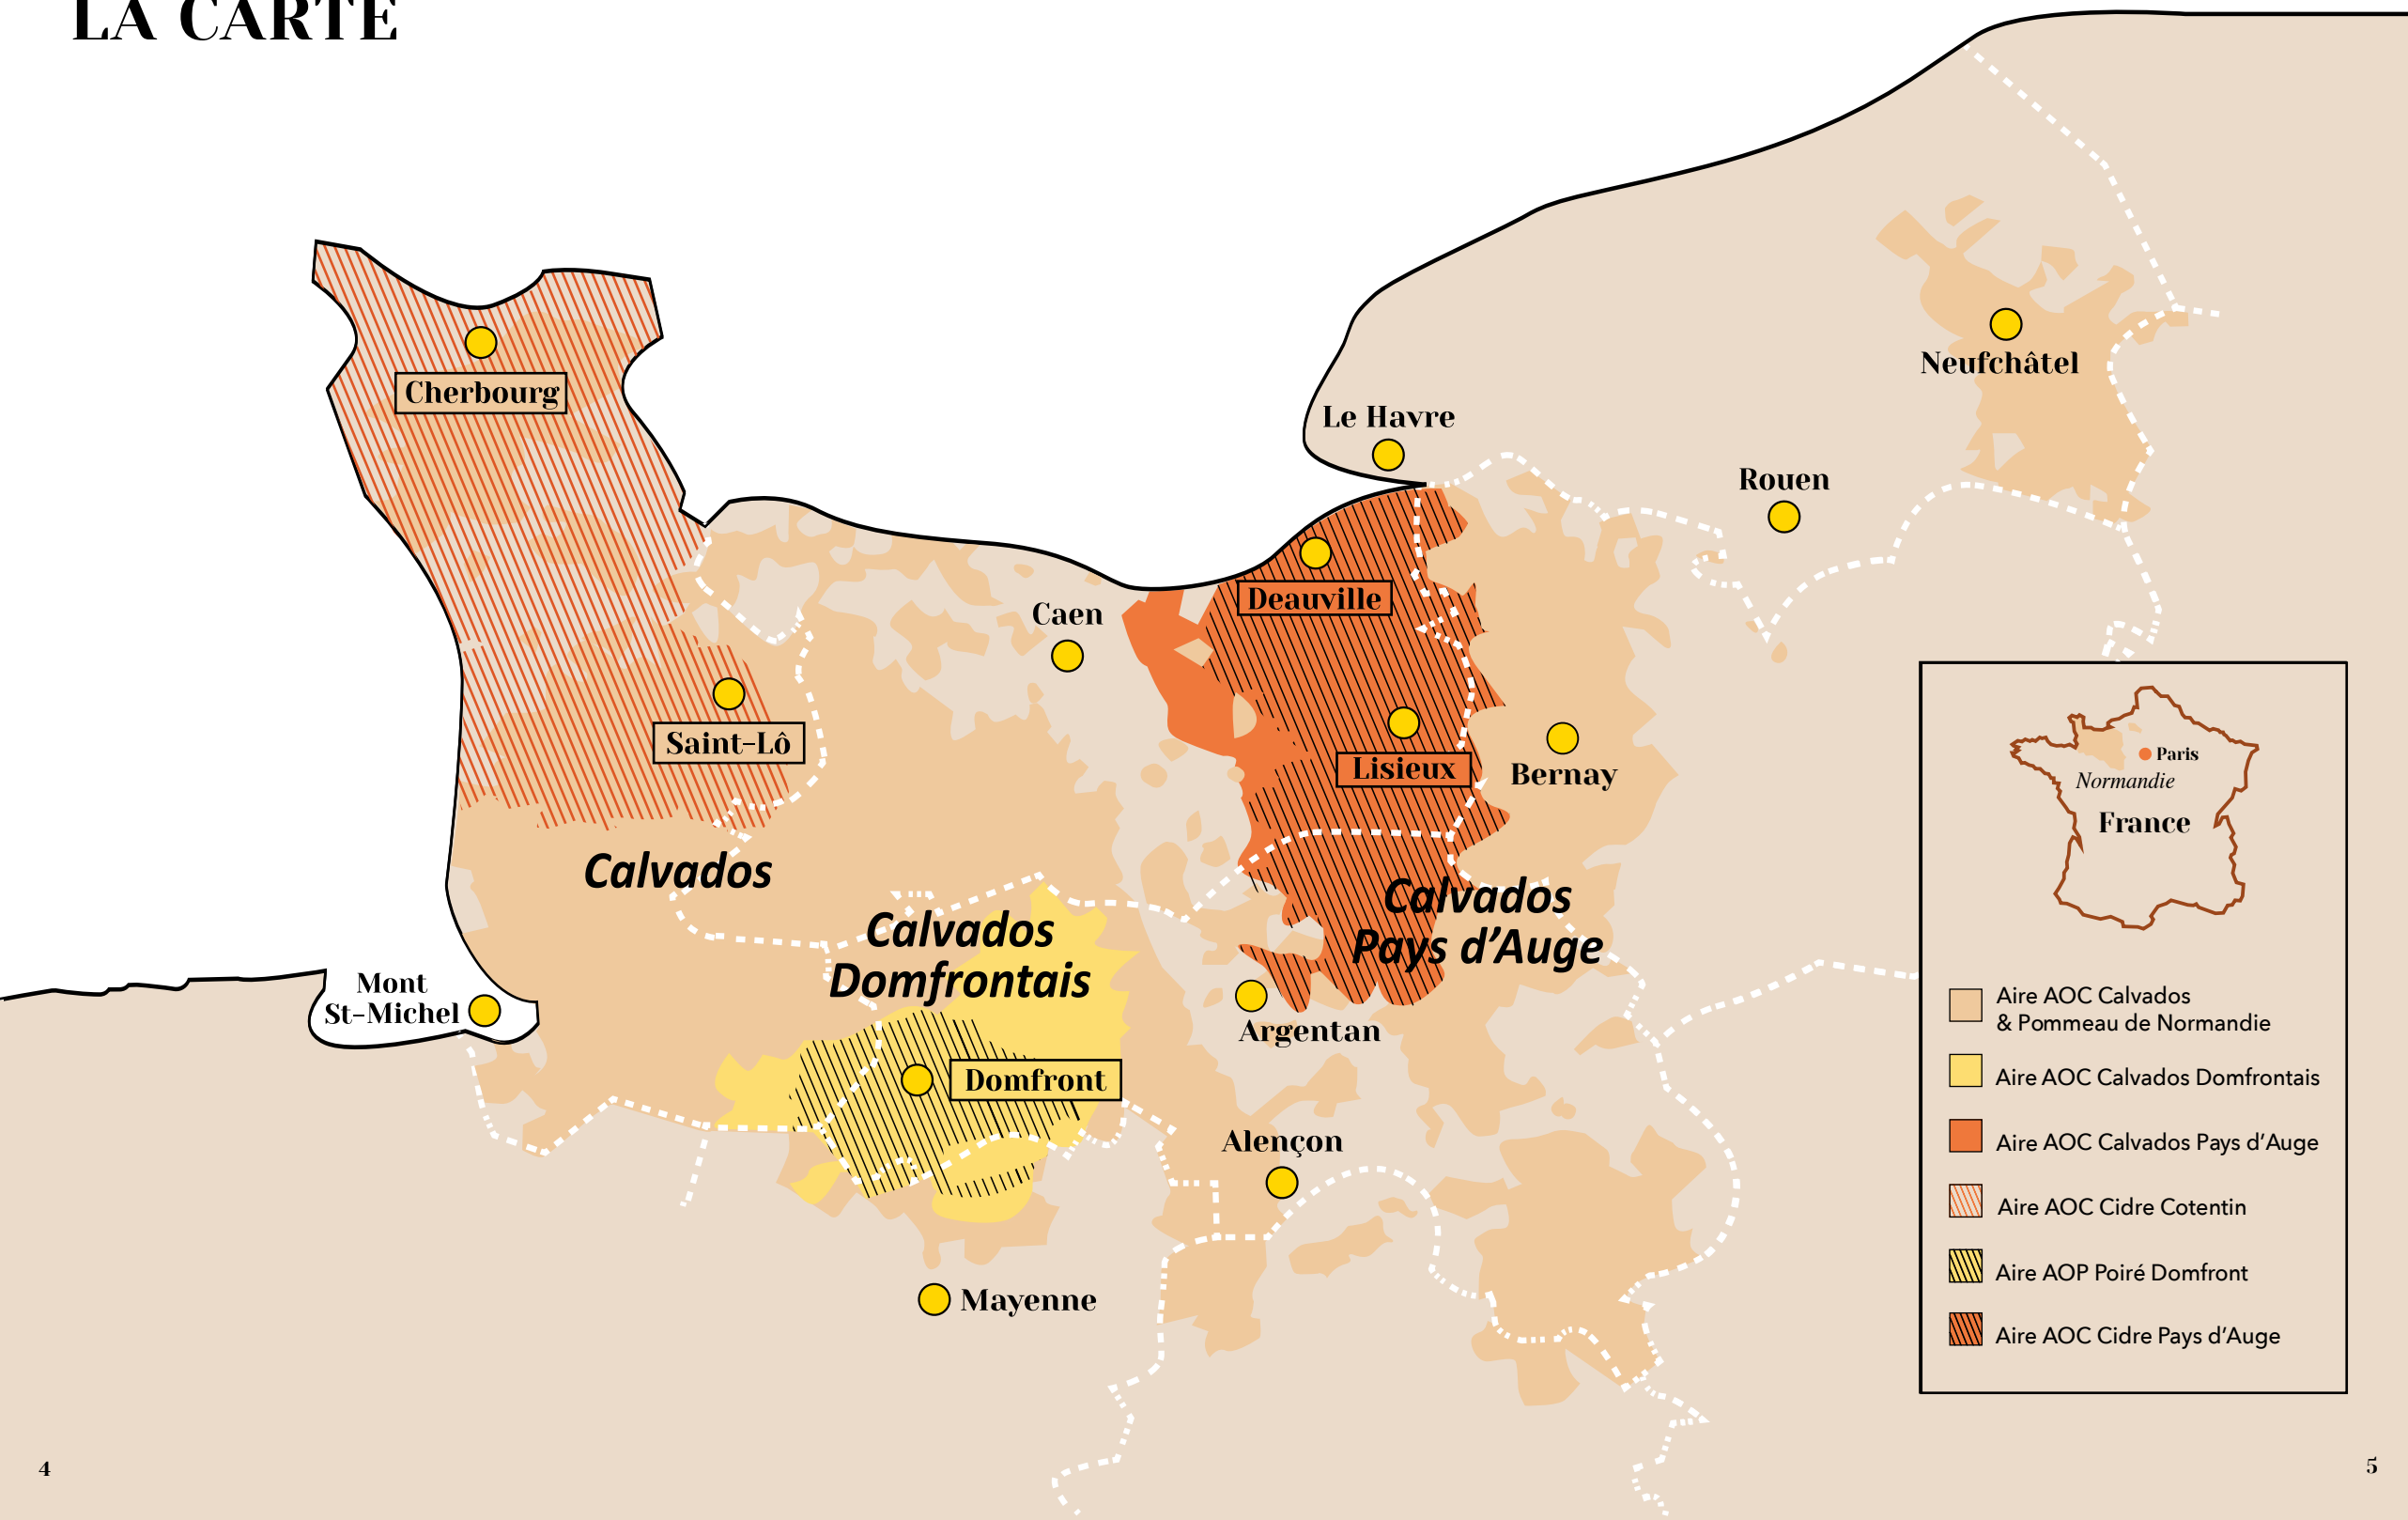 LA CARTE
Cherbourg
Le Havre
Neufchâtel
Rouen
Deauville
Caen
Saint-Lô
Lisieux
Bernay
Calvados
Calvados
Domfrontais
Calvados
Pays d’Auge
Mont
St-Michel
Argentan
Domfront
Alençon
Mayenne
Paris
Normandie
France
Aire AOC Calvados
& Pommeau de Normandie
Aire AOC Calvados Domfrontais
Aire AOC Calvados Pays d’Auge
Aire AOC Cidre Cotentin
Aire AOP Poiré Domfront
Aire AOC Cidre Pays d’Auge
4
5